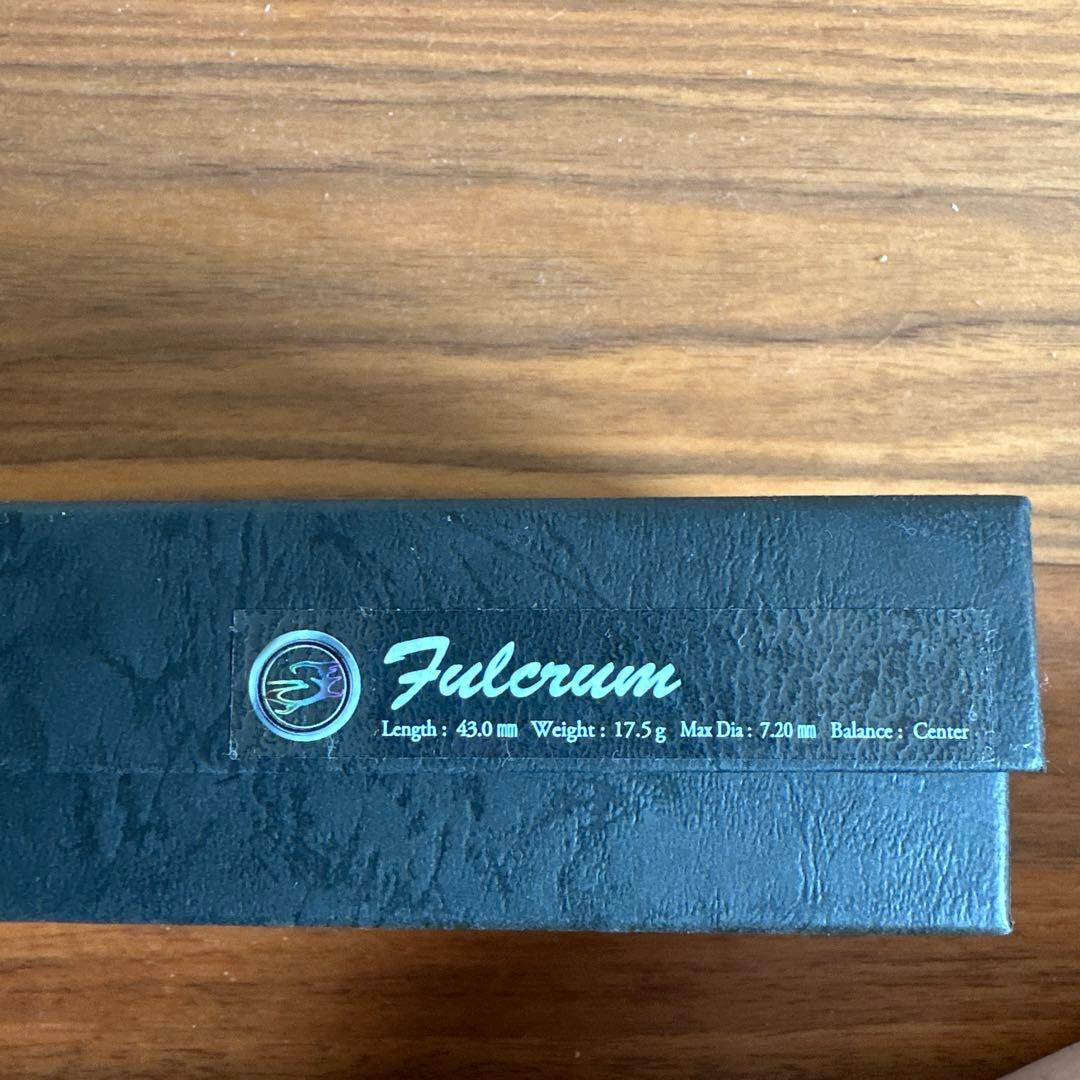 Fulcrum
Length : 43.0 ㎜ Weight : 17.5 g Max Dia : 7.20 ㎜ Balance : Center